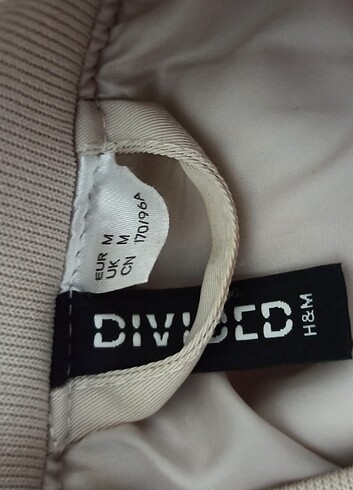 EUR M
UK M
CN 170/96A
DIVIDED
H&M